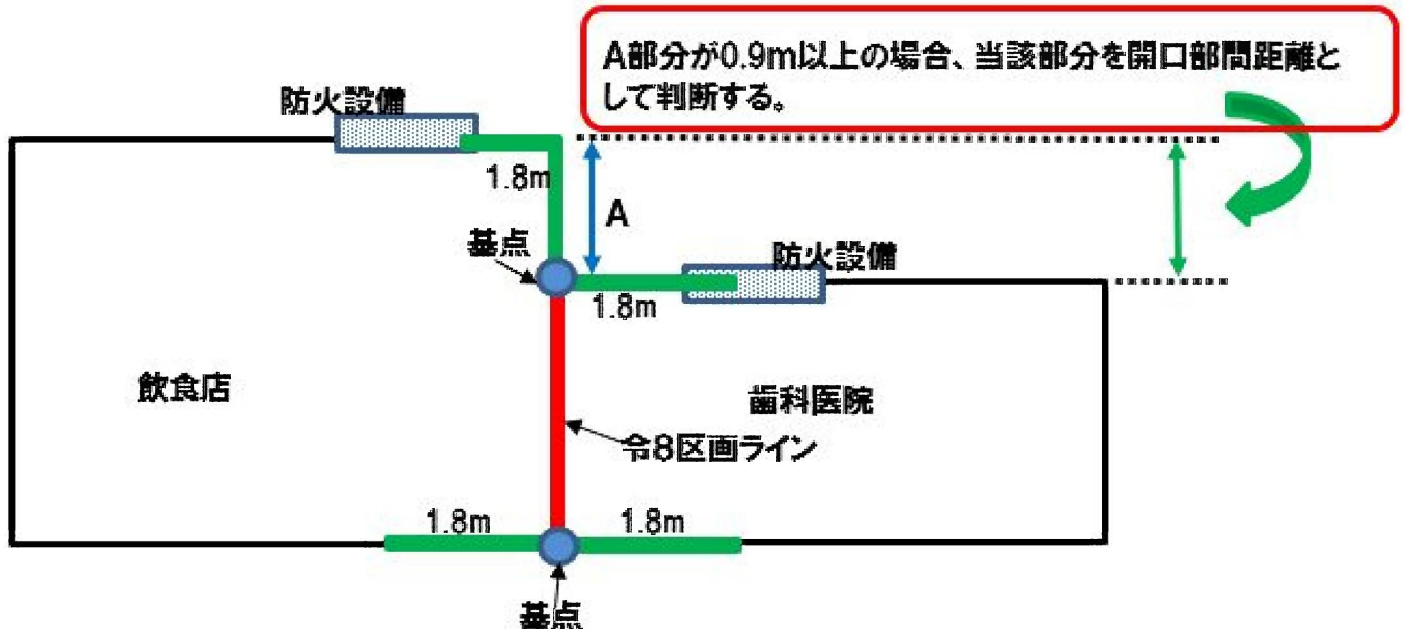 A部分が0.9m以上の場合、当該部分を開口部間距離と
して判断する。
防火設備
1.8m
A
基点
防火設備
1.8m
飲食店
歯科医院
令8区画ライン
1.8m
1.8m
基点